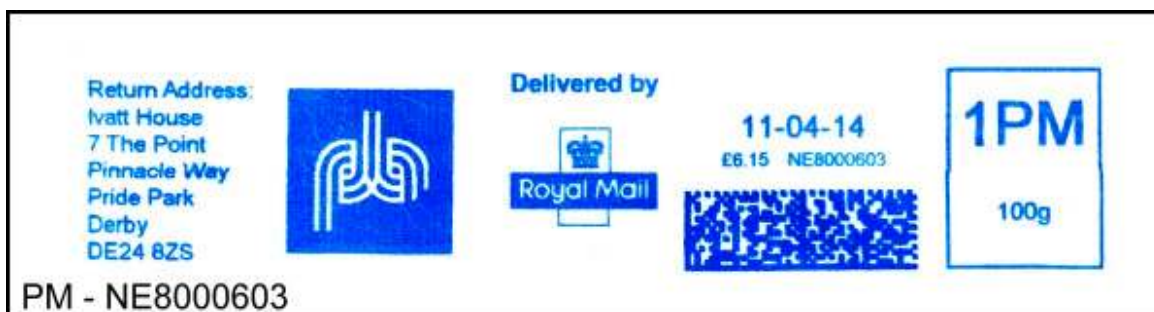 Return Address:
Ivatt House
7 The Point
Pinnacle Way
Pride Park
Derby
DE24 8ZS
Delivered by
Royal Mail
11-04-14
£6.15 NE8000603
1PM
100g
PM - NE8000603